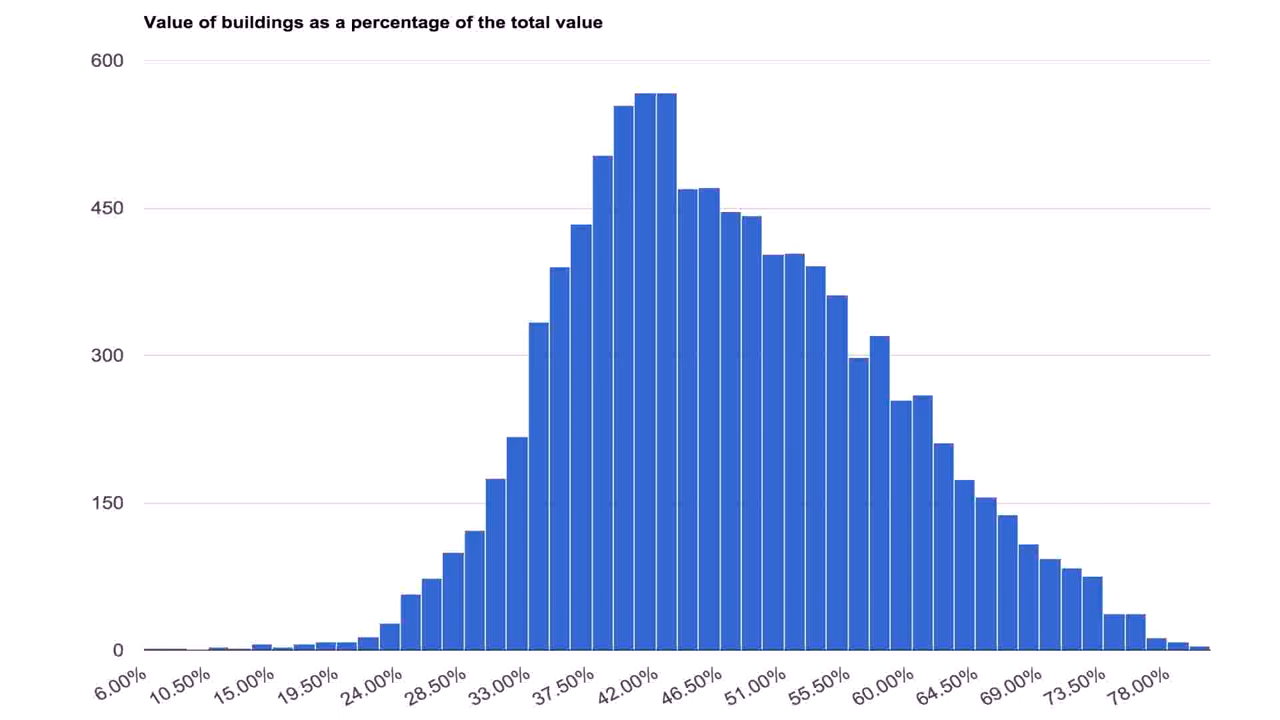 Value of buildings as a percentage of the total value
600
450
300
150
0
6.00% 10.50% 15.00% 19.50% 24.00% 28.50% 33.00% 37.50% 42.00% 46.50% 51.00% 55.50% 60.00% 64.50% 69.00% 73.50% 78.00%